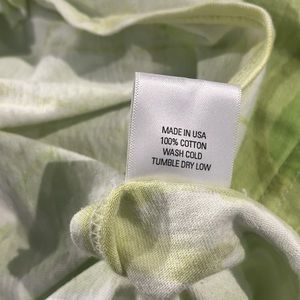 MADE IN USA
100% COTTON
WASH COLD
TUMBLE DRY LOW